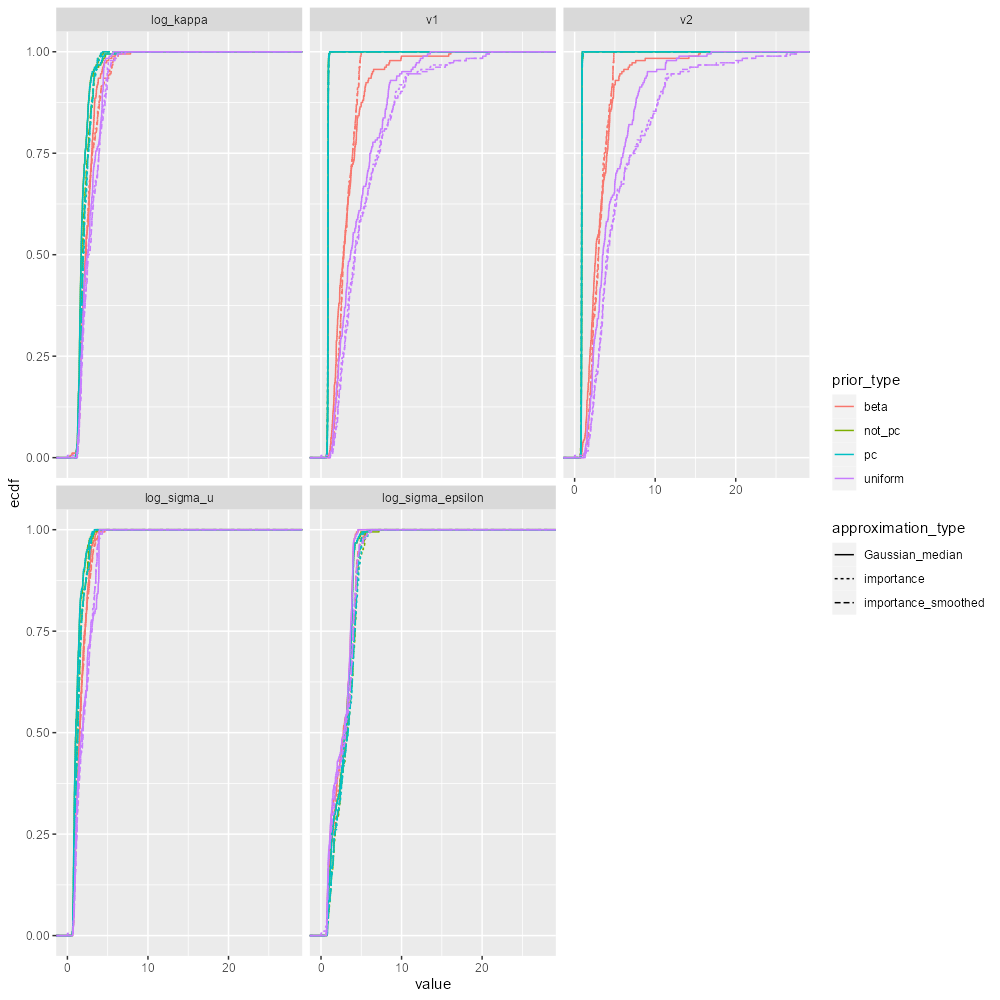 log_kappa
v1
v2
1.00
0.75
0.50
0.25
0.00
0
10
20
log_sigma_u
log_sigma_epsilon
1.00
0.75
0.50
0.25
0.00
0
10
20
0
10
20
value
ecdf
prior_type
beta
not_pc
pc
uniform
approximation_type
Gaussian_median
importance
importance_smoothed